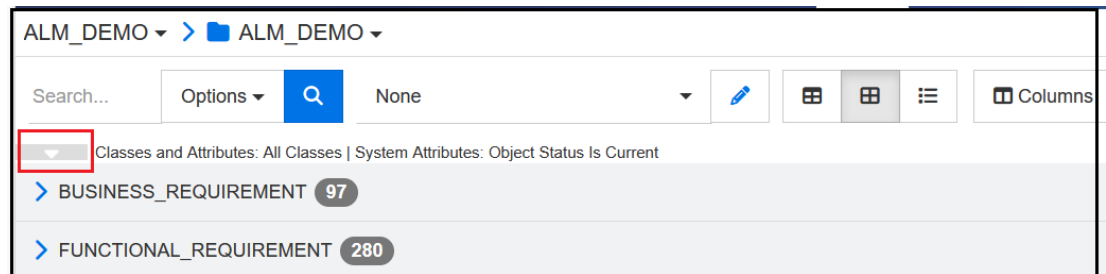 ALM_DEMO ALM_DEMO
Search... Options None Columns
Classes and Attributes: All Classes | System Attributes: Object Status Is Current
BUSINESS_REQUIREMENT 97
FUNCTIONAL_REQUIREMENT 280